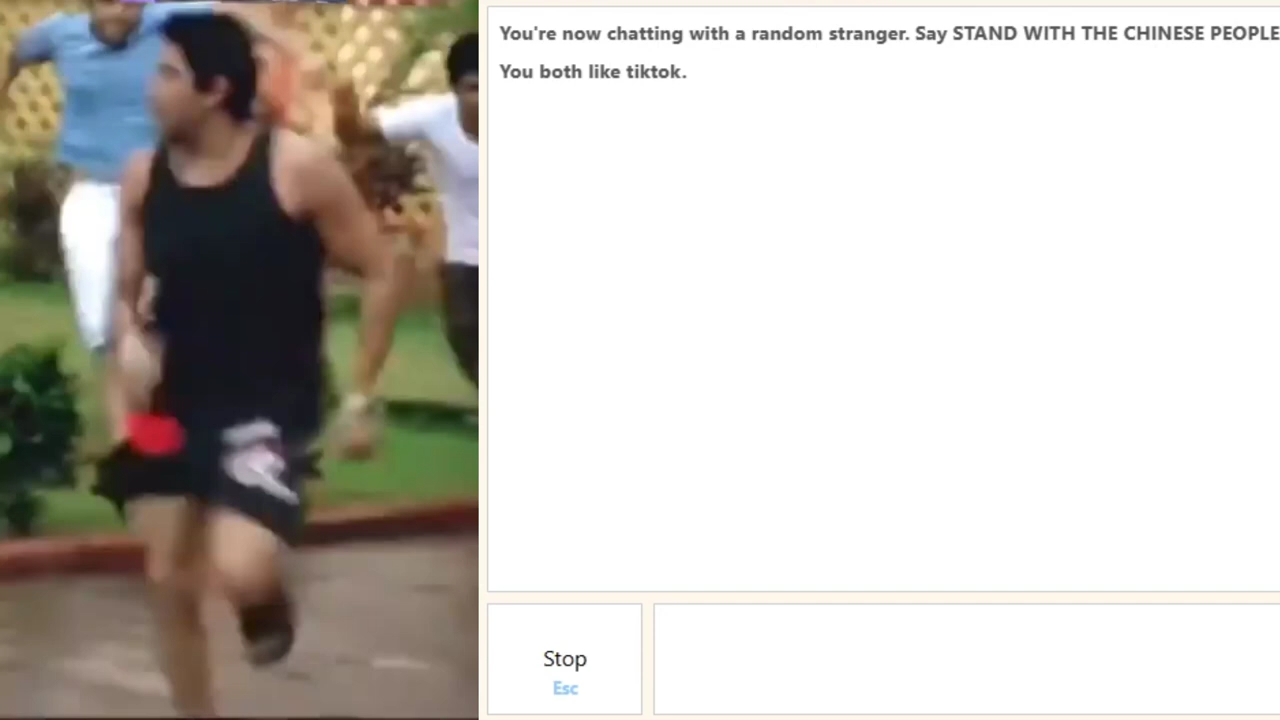 You're now chatting with a random stranger. Say STAND WITH THE CHINESE PEOPLE
You both like tiktok.
Stop
Esc